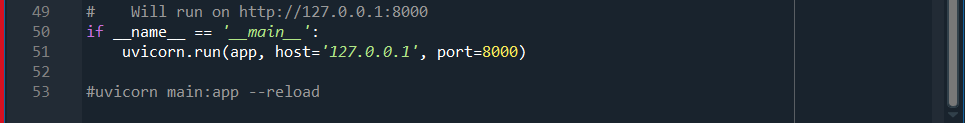 49 #    Will run on http://127.0.0.1:8000
50 if __name__ == '__main__':
51     uvicorn.run(app, host='127.0.0.1', port=8000)
52
53 #uvicorn main:app --reload